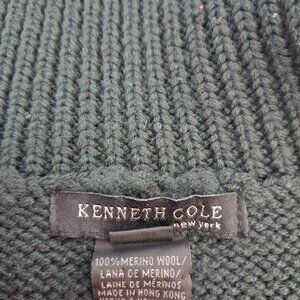 KENNETH COLE
new york
100% MERINO WOOL/
LANA DE MERINO/
LAINE DE MERINOS
MADE IN HONG KONG